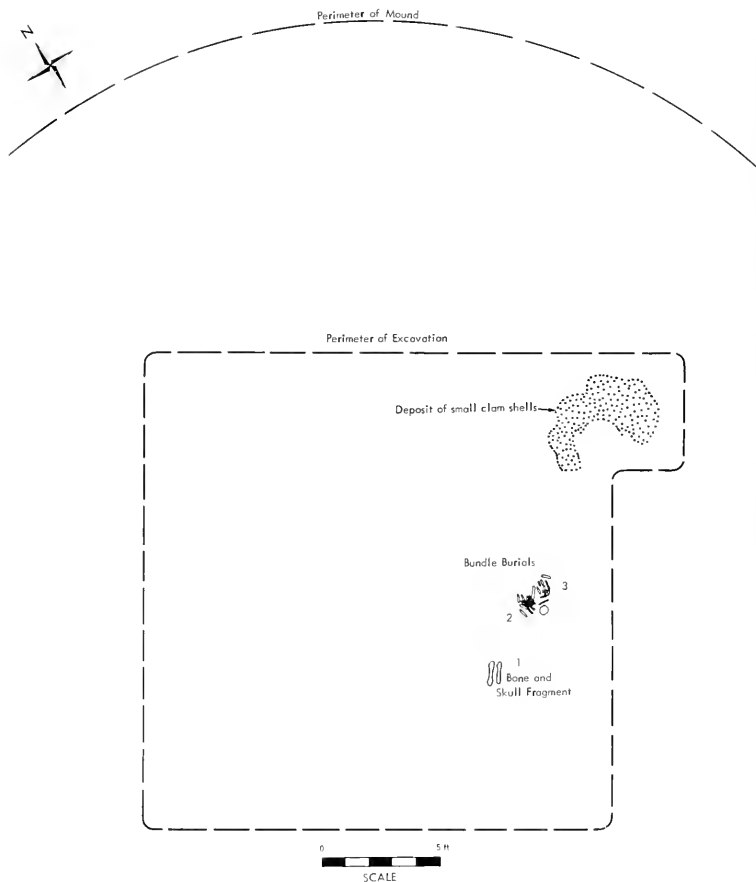 Perimeter of Mound
N
Perimeter of Excavation
Deposit of small clam shells
Bundle Burials
3
2
1
Bone and
Skull Fragment
0 5 ft
SCALE